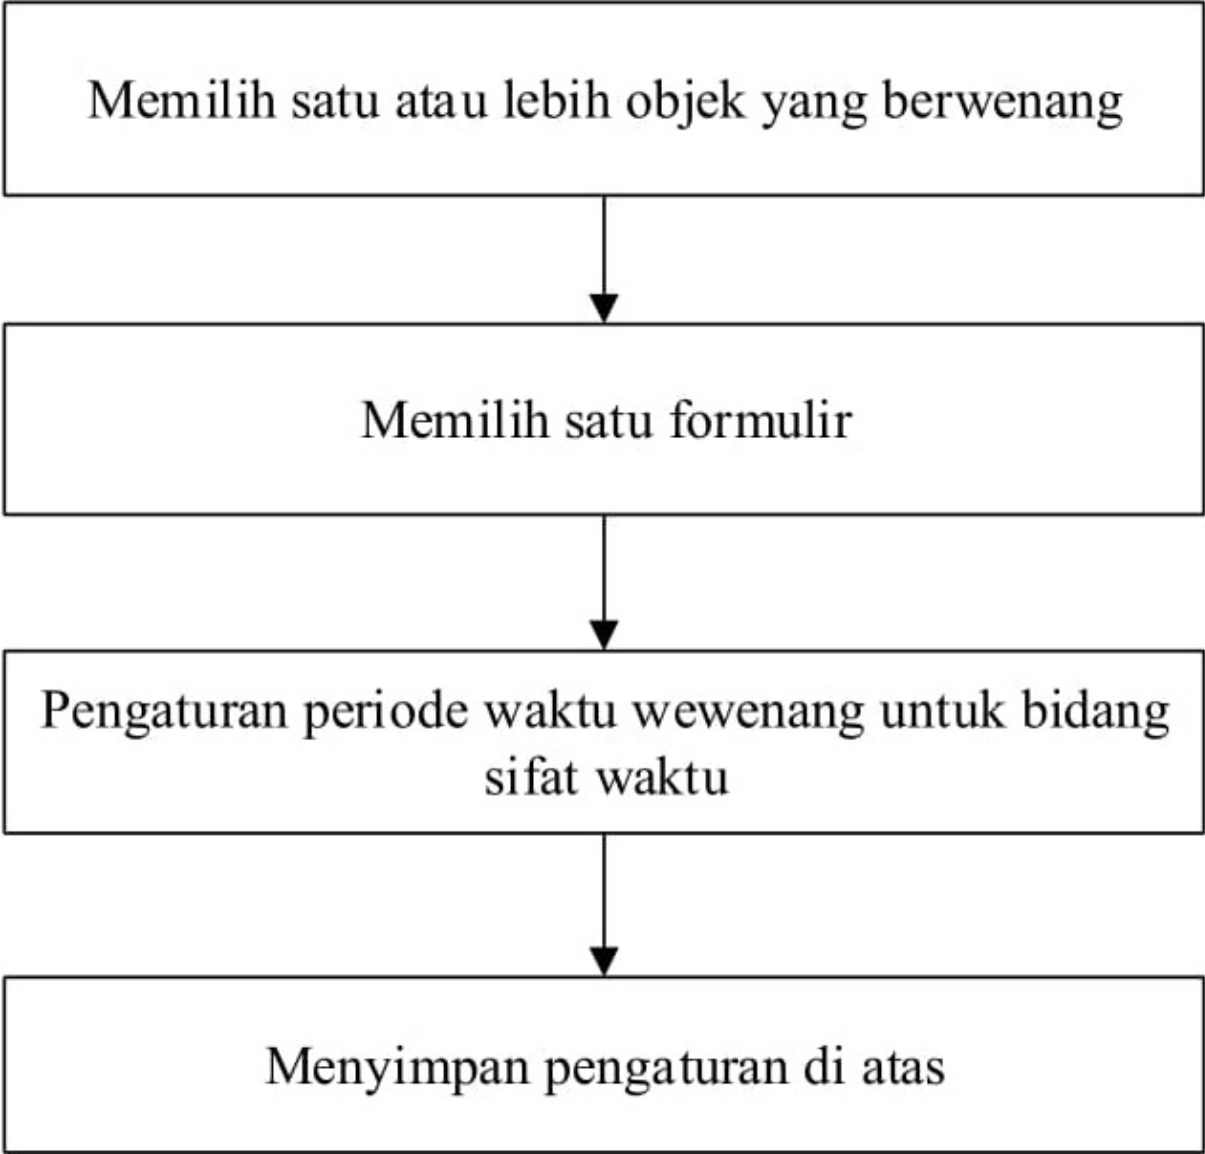 Memilih satu atau lebih objek yang berwenang
Memilih satu formulir
Pengaturan periode waktu wewenang untuk bidang
sifat waktu
Menyimpan pengaturan di atas